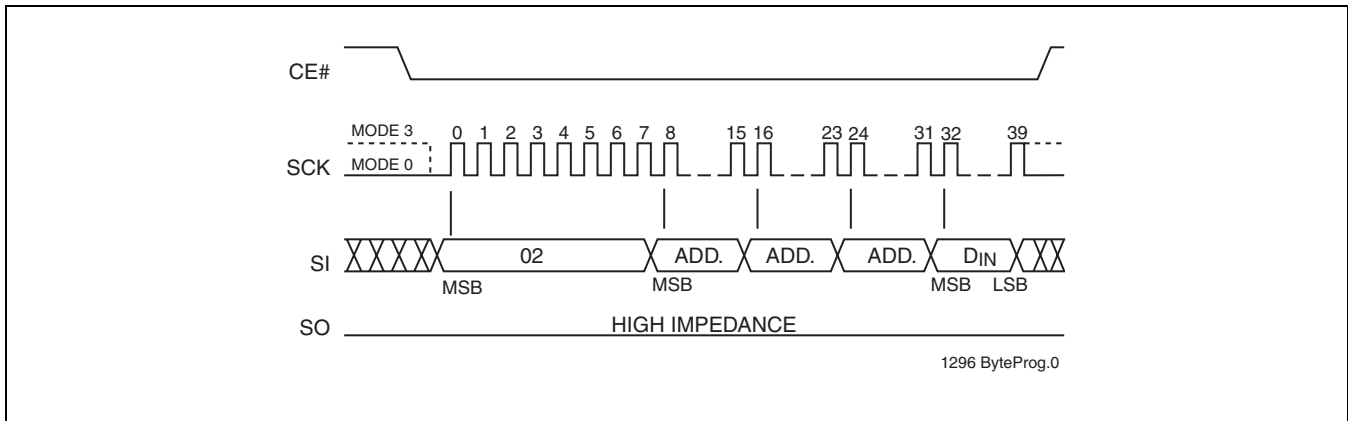 CE#
MODE 3
0 1 2 3 4 5 6 7 8 15 16 23 24 31 32 39
SCK
MODE 0
SI
02
ADD.
ADD.
ADD.
DIN
MSB
MSB
MSB
LSB
SO
HIGH IMPEDANCE
1296 ByteProg.0